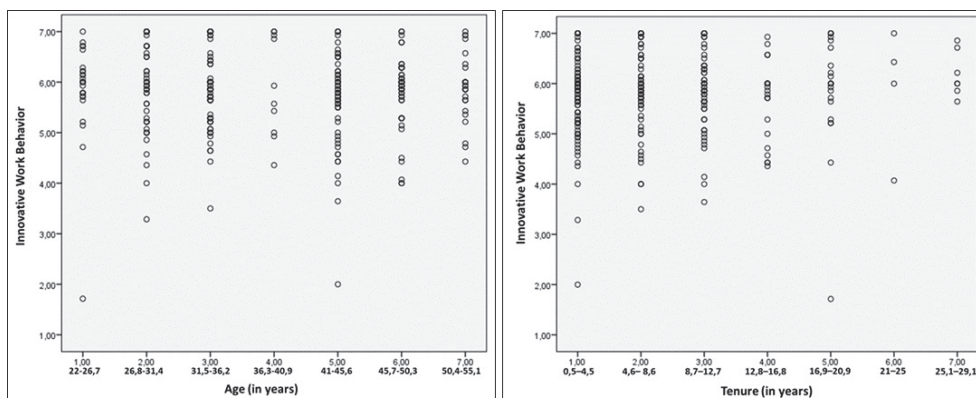 Innovative Work Behavior
7,00
6,00
5,00
4,00
3,00
2,00
1,00
1,00 2,00 3,00 4,00 5,00 6,00 7,00
22-26,7 26,8-31,4 31,5-36,2 36,3-40,9 41-45,6 45,7-50,3 50,4-55,1
Age (in years)
Innovative Work Behavior
7,00
6,00
5,00
4,00
3,00
2,00
1,00
1,00 2,00 3,00 4,00 5,00 6,00 7,00
0,5–4,5 4,6–8,6 8,7–12,7 12,8–16,8 16,9–20,9 21–25 25,1–29,1
Tenure (in years)